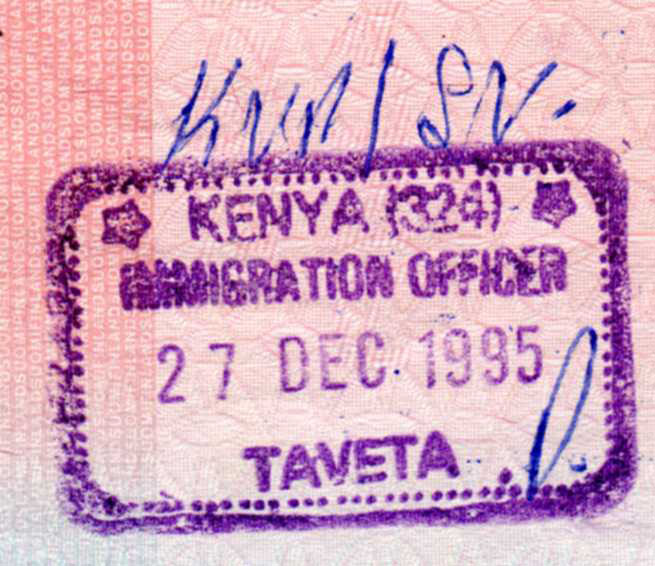 KENYA (324)
IMMIGRATION OFFICER
27 DEC. 1995
TAVETA